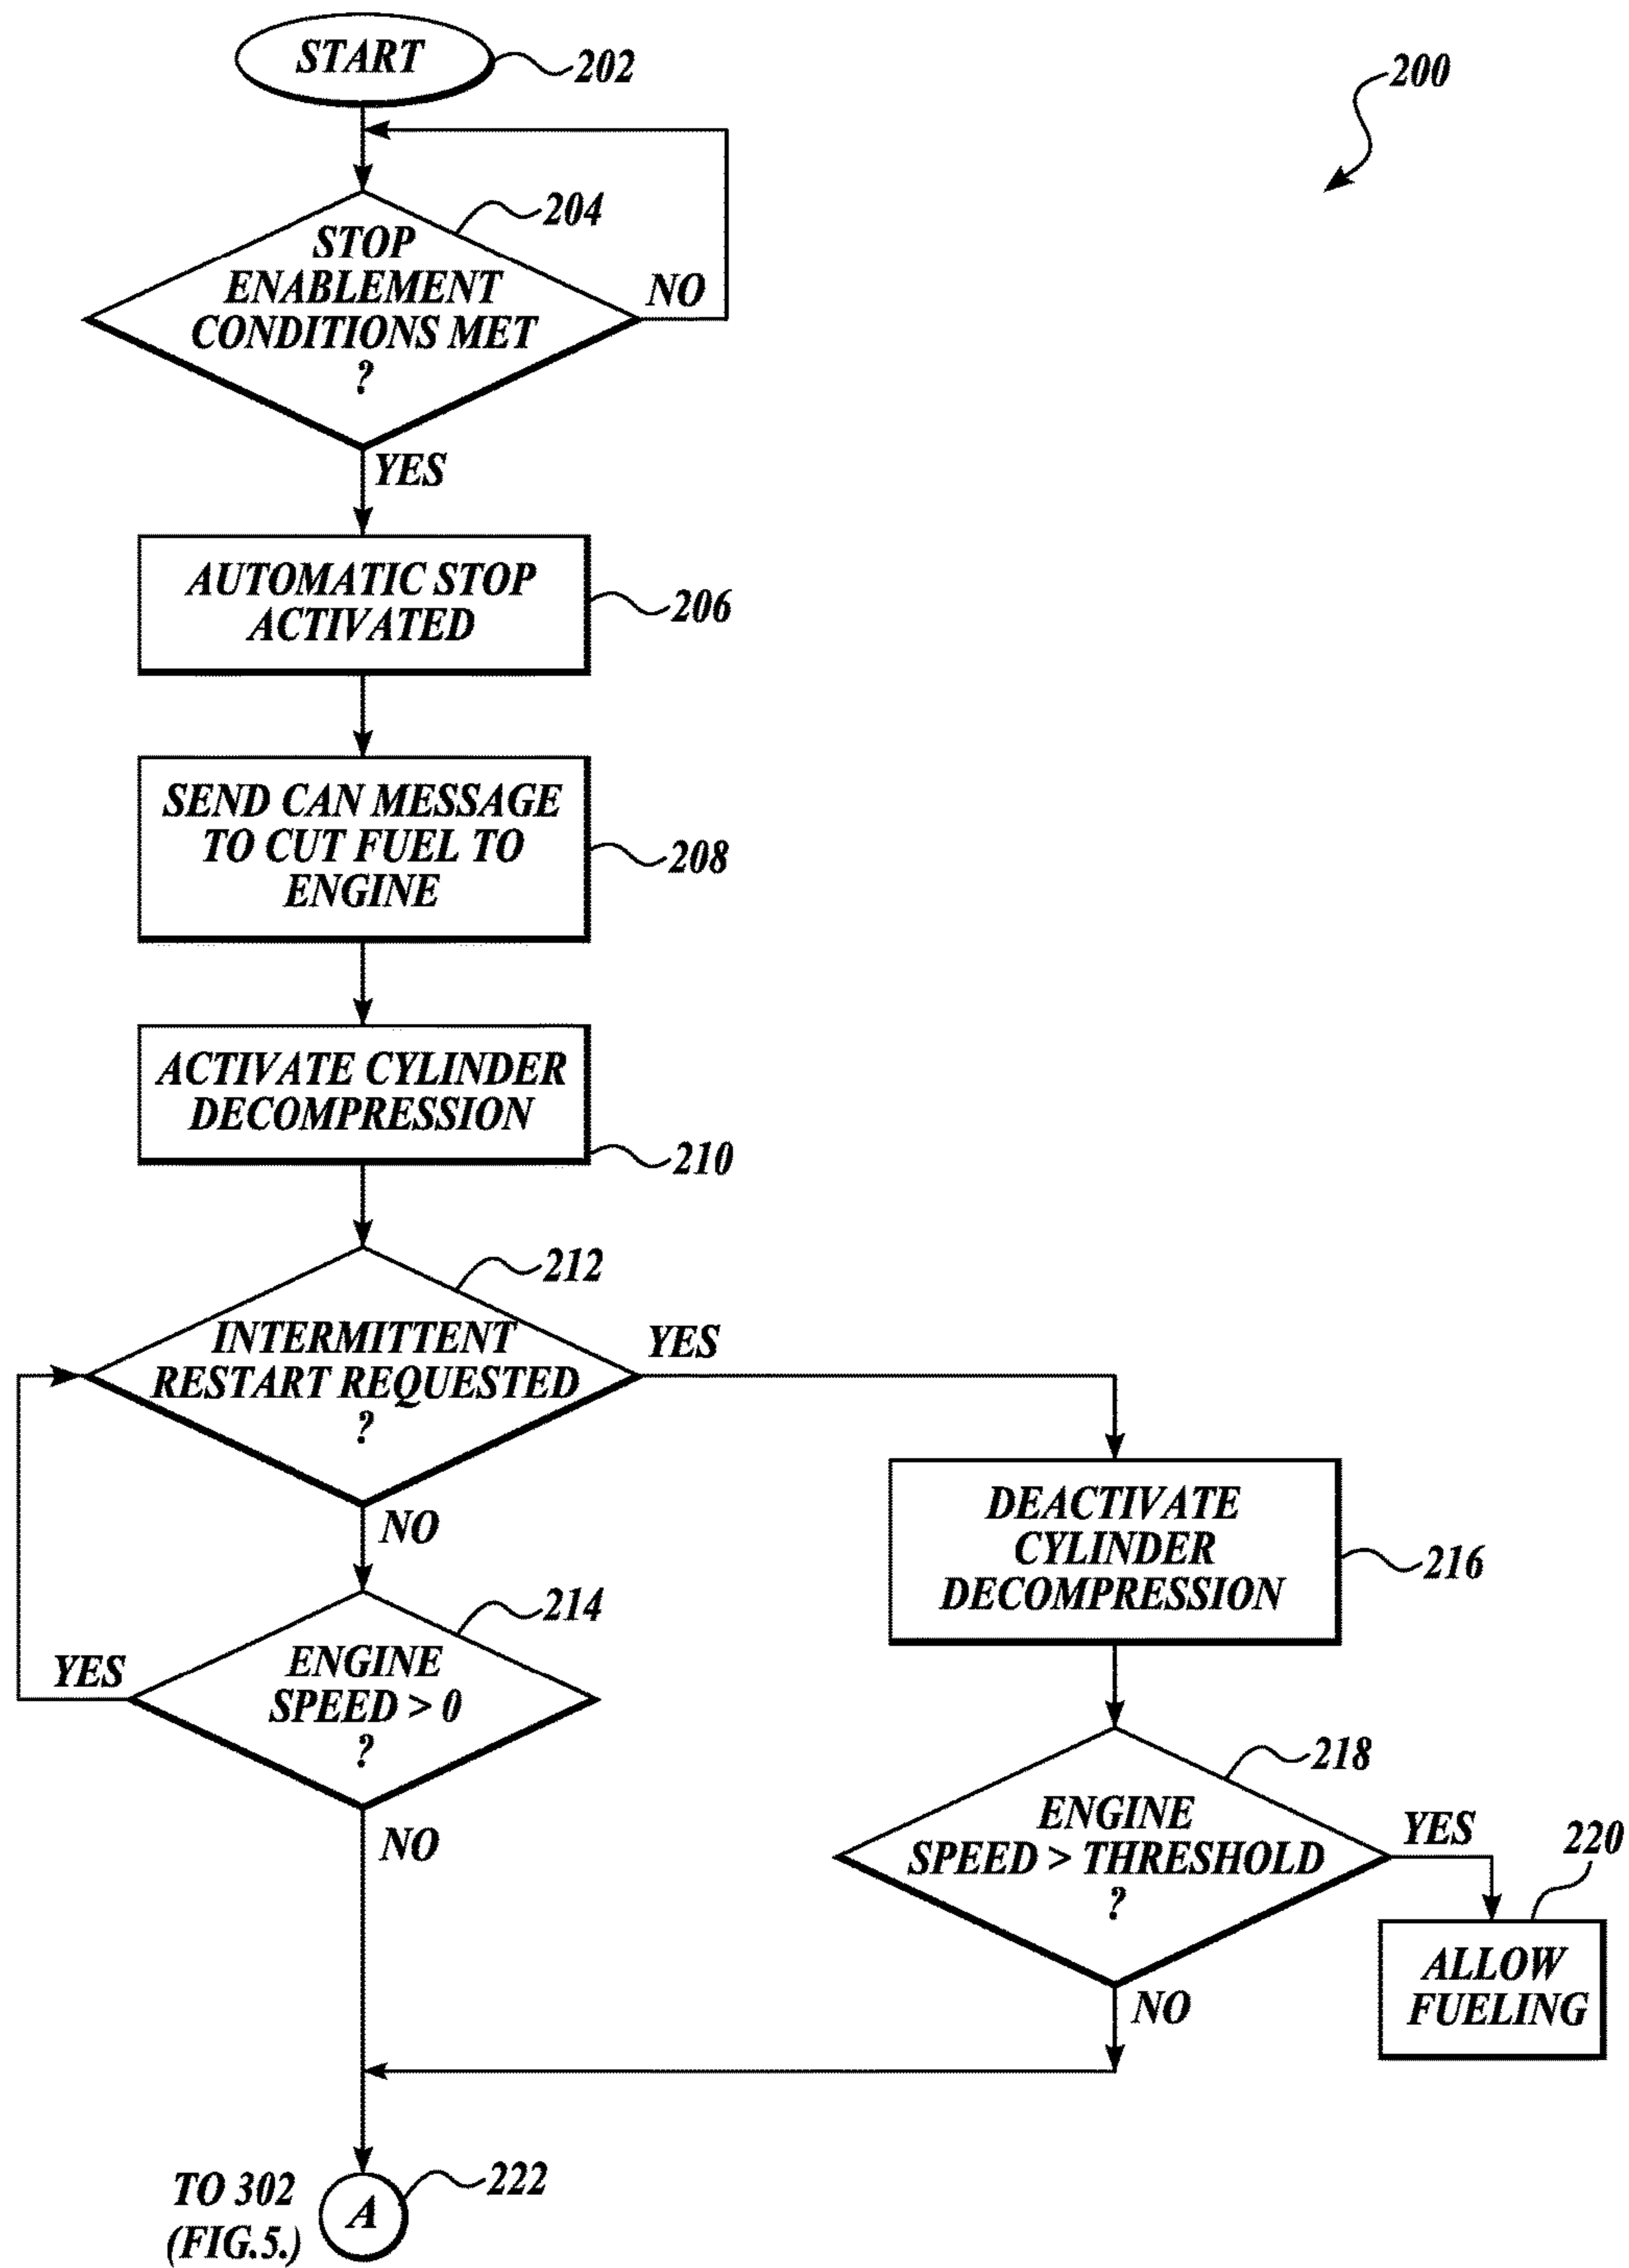 START
202
200
204
STOP
ENABLEMENT
CONDITIONS MET
?
NO
YES
AUTOMATIC STOP
ACTIVATED
206
SEND CAN MESSAGE
TO CUT FUEL TO
ENGINE
208
ACTIVATE CYLINDER
DECOMPRESSION
210
212
INTERMITTENT
RESTART REQUESTED
?
YES
NO
DEACTIVATE
CYLINDER
DECOMPRESSION
216
214
ENGINE
SPEED > 0
?
YES
NO
218
ENGINE
SPEED > THRESHOLD
?
YES
NO
220
ALLOW
FUELING
TO 302
(FIG.5.)
A
222